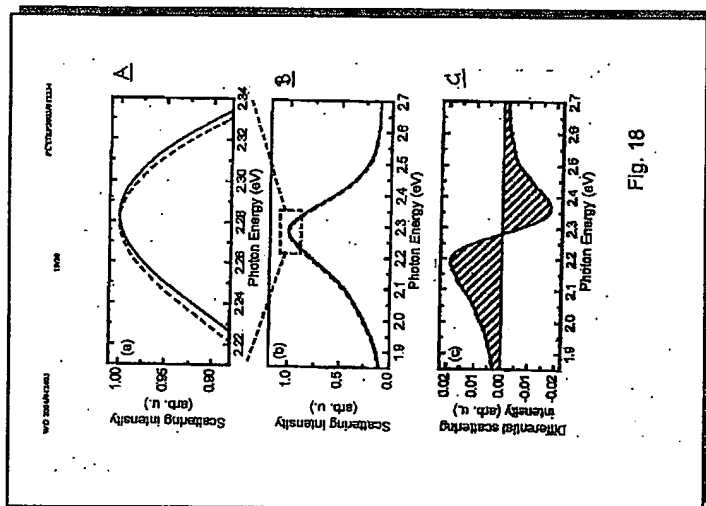 18/30
A
(a)
1.00
0.95
0.90
Scattering intensity
(arb. u.)
2.22 2.24 2.26 2.28 2.30 2.32 2.34
Photon Energy (eV)
B
(b)
1.0
0.5
0.0
Scattering intensity
(arb. u.)
1.9 2.0 2.1 2.2 2.3 2.4 2.5 2.6 2.7
Photon Energy (eV)
C
(c)
0.02
0.01
0.00
-0.01
-0.02
Differential scattering
intensity (arb. u.)
1.9 2.0 2.1 2.2 2.3 2.4 2.5 2.6 2.7
Photon Energy (eV)
Fig. 18